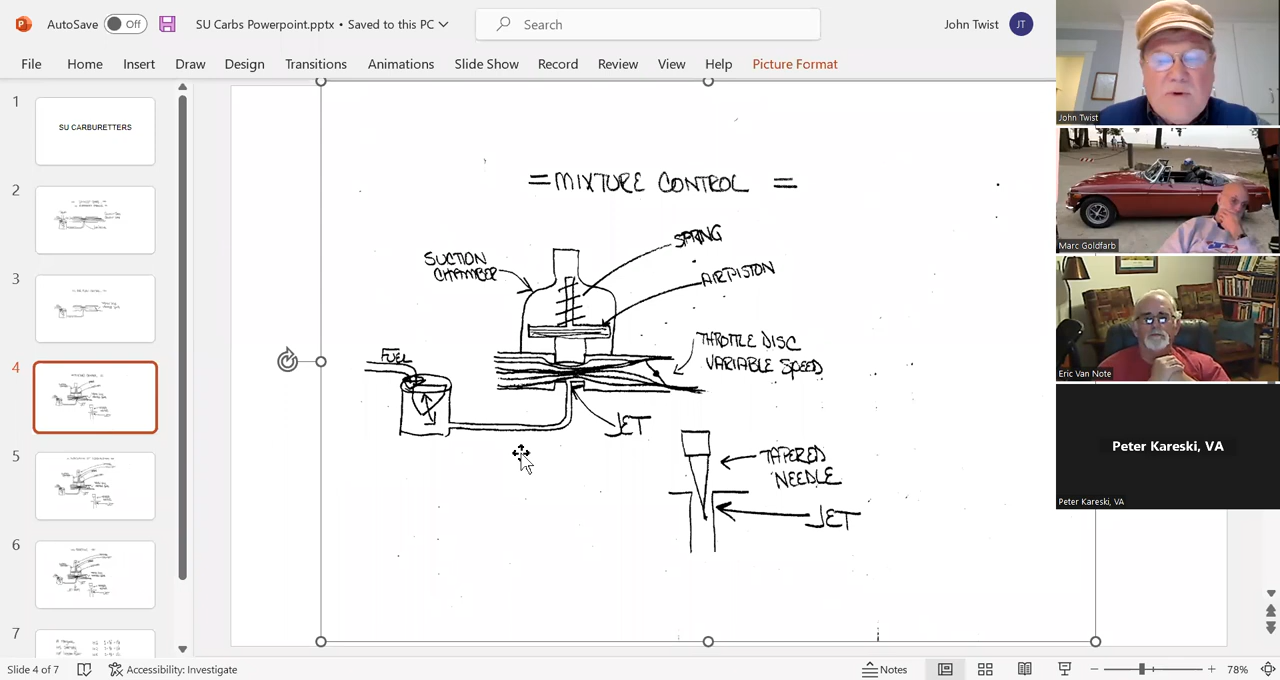 AutoSave Off SU Carbs Powerpoint.pptx • Saved to this PC Search John Twist JT
File Home Insert Draw Design Transitions Animations Slide Show Record Review View Help Picture Format
1
SU CARBURETTERS
2
3
4
5
6
7
= MIXTURE CONTROL =
SUCTION
CHAMBER
SPRING
AIR PISTON
THROTTLE DISC
VARIABLE SPEED
FUEL
JET
TAPERED
NEEDLE
JET
John Twist
Marc Goldfarb
Eric Van Note
Peter Kareski, VA
Peter Kareski, VA
Slide 4 of 7 Accessibility: Investigate Notes 78%